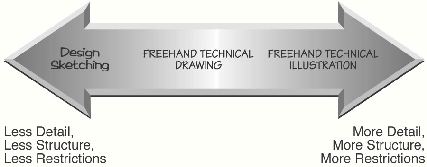 Design
Sketching
FREEHAND TECHNICAL
DRAWING
FREEHAND TECHNICAL
ILLUSTRATION
Less Detail,
Less Structure,
Less Restrictions
More Detail,
More Structure,
More Restrictions